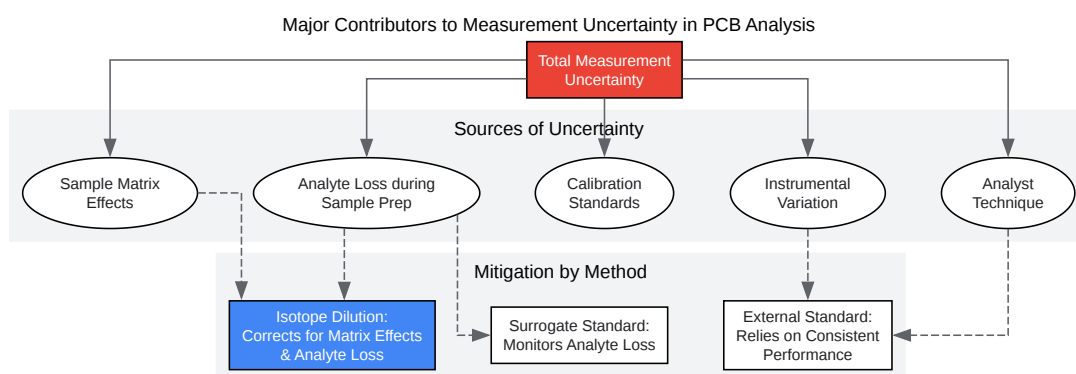 Major Contributors to Measurement Uncertainty in PCB Analysis
Total Measurement
Uncertainty
Sources of Uncertainty
Sample Matrix
Effects
Analyte Loss during
Sample Prep
Calibration
Standards
Instrumental
Variation
Analyst
Technique
Mitigation by Method
Isotope Dilution:
Corrects for Matrix Effects
& Analyte Loss
Surrogate Standard:
Monitors Analyte Loss
External Standard:
Relies on Consistent
Performance